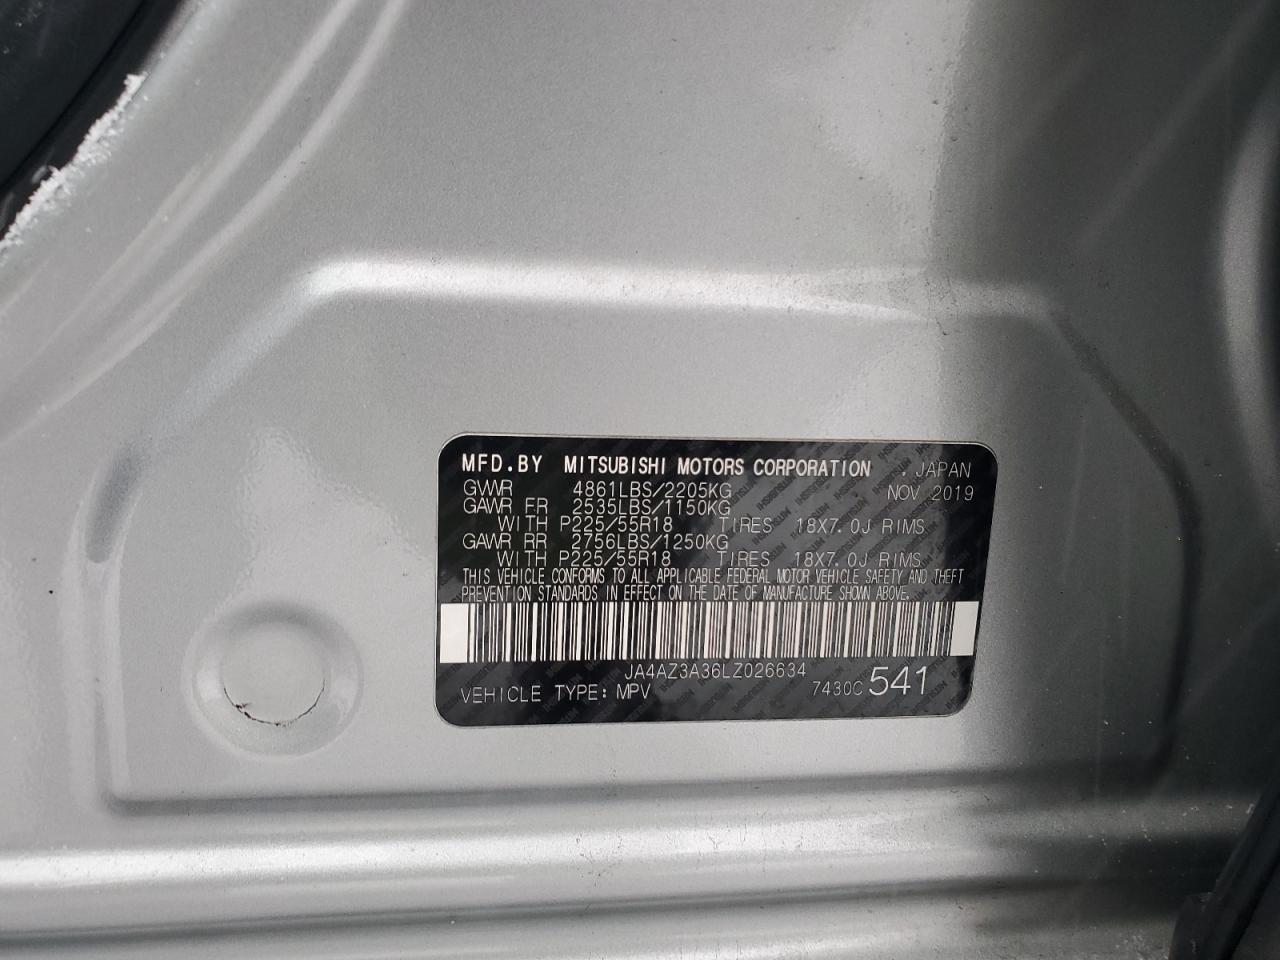 MFD.BY MITSUBISHI MOTORS CORPORATION , JAPAN
GVWR 4861LBS/2205KG NOV 2019
GAWR FR 2535LBS/1150KG
WITH P225/55R18 TIRES 18X7.0J RIMS
GAWR RR 2756LBS/1250KG
WITH P225/55R18 TIRES 18X7.0J RIMS
THIS VEHICLE CONFORMS TO ALL APPLICABLE FEDERAL MOTOR VEHICLE SAFETY AND THEFT
PREVENTION STANDARDS IN EFFECT ON THE DATE OF MANUFACTURE SHOWN ABOVE.
JA4AZ3A36LZ026634
VEHICLE TYPE: MPV 7430C 541